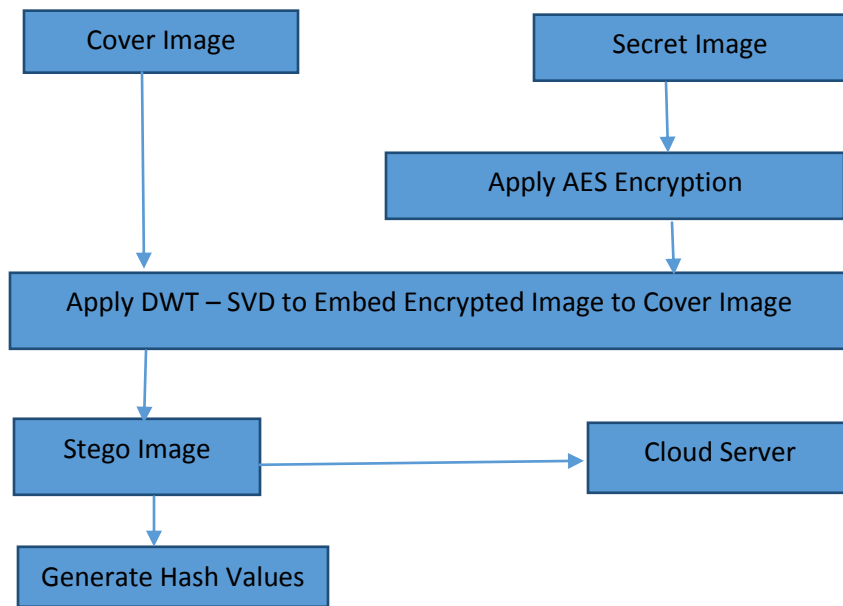 Cover Image
Secret Image
Apply AES Encryption
Apply DWT – SVD to Embed Encrypted Image to Cover Image
Stego Image
Cloud Server
Generate Hash Values